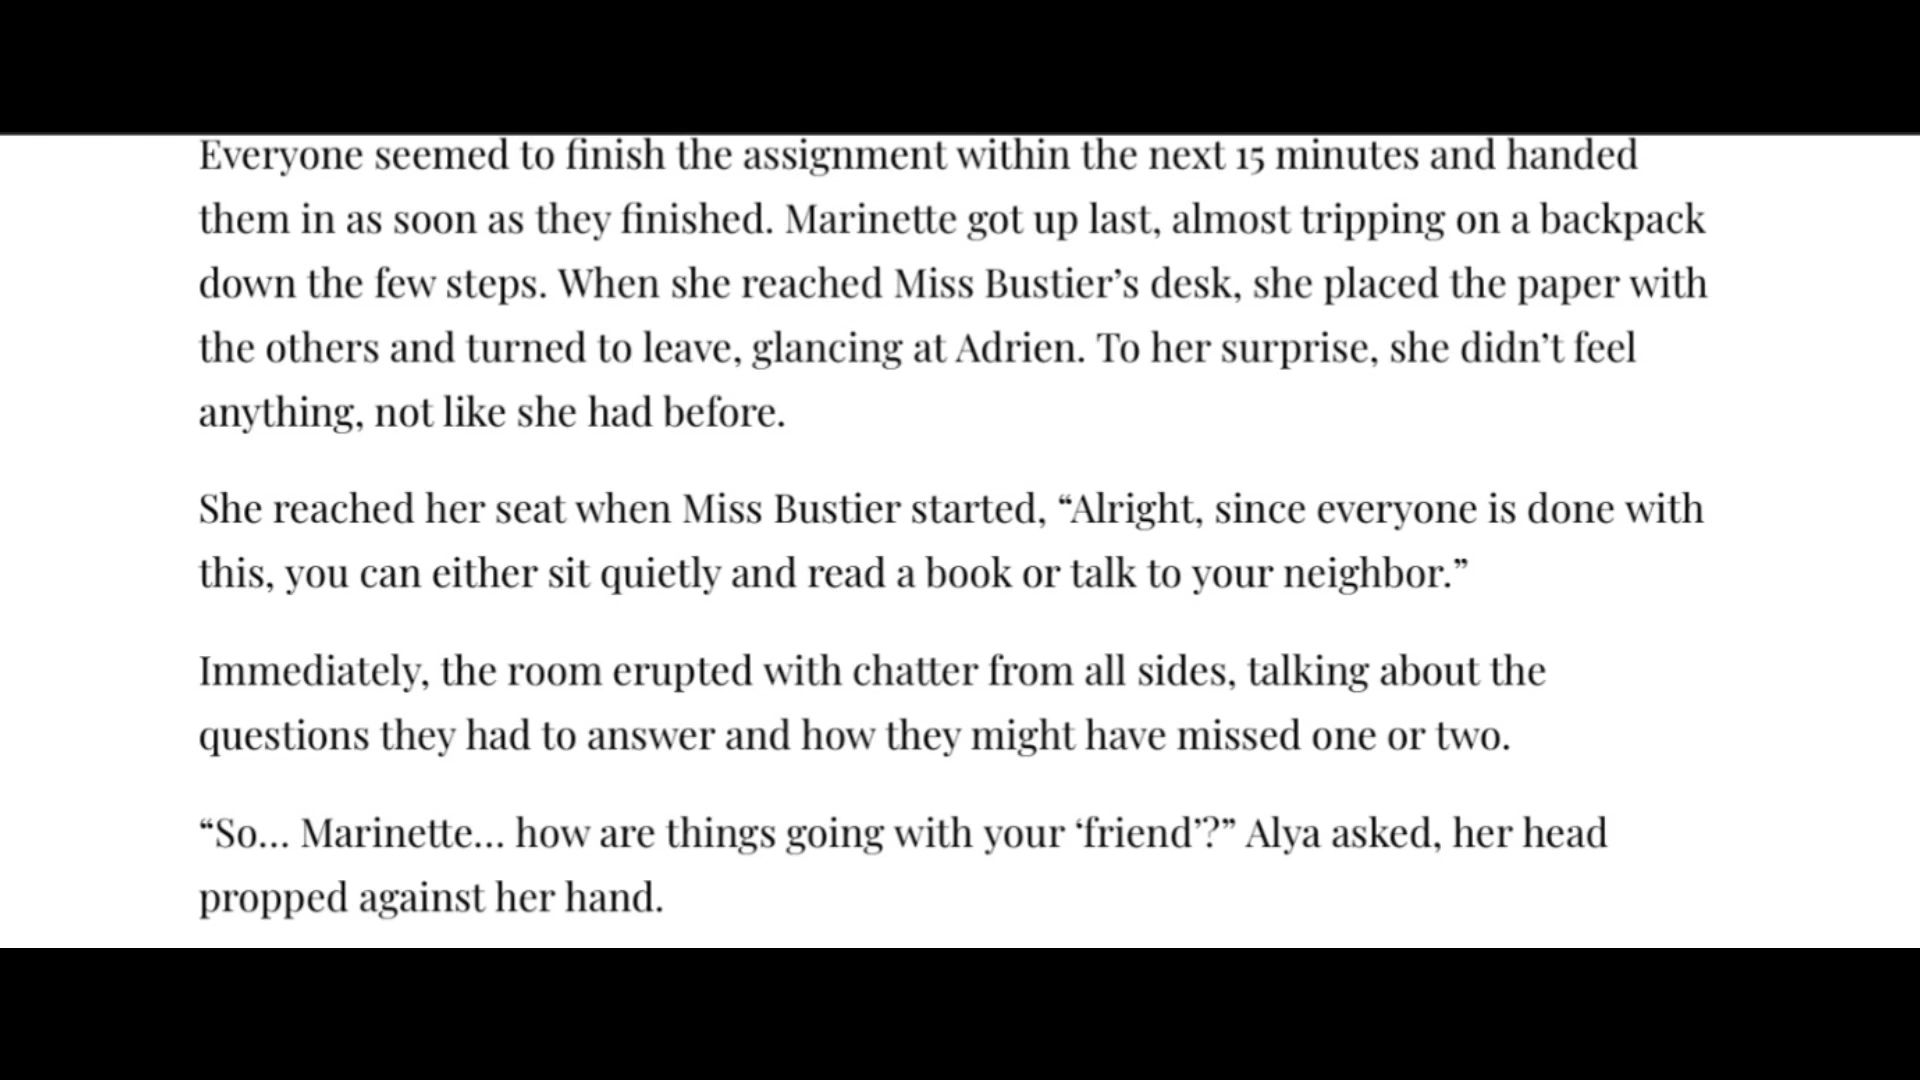 Everyone seemed to finish the assignment within the next 15 minutes and handed
them in as soon as they finished. Marinette got up last, almost tripping on a backpack
down the few steps. When she reached Miss Bustier’s desk, she placed the paper with
the others and turned to leave, glancing at Adrien. To her surprise, she didn’t feel
anything, not like she had before.
She reached her seat when Miss Bustier started, “Alright, since everyone is done with
this, you can either sit quietly and read a book or talk to your neighbor.”
Immediately, the room erupted with chatter from all sides, talking about the
questions they had to answer and how they might have missed one or two.
“So... Marinette... how are things going with your ‘friend’?” Alya asked, her head
propped against her hand.